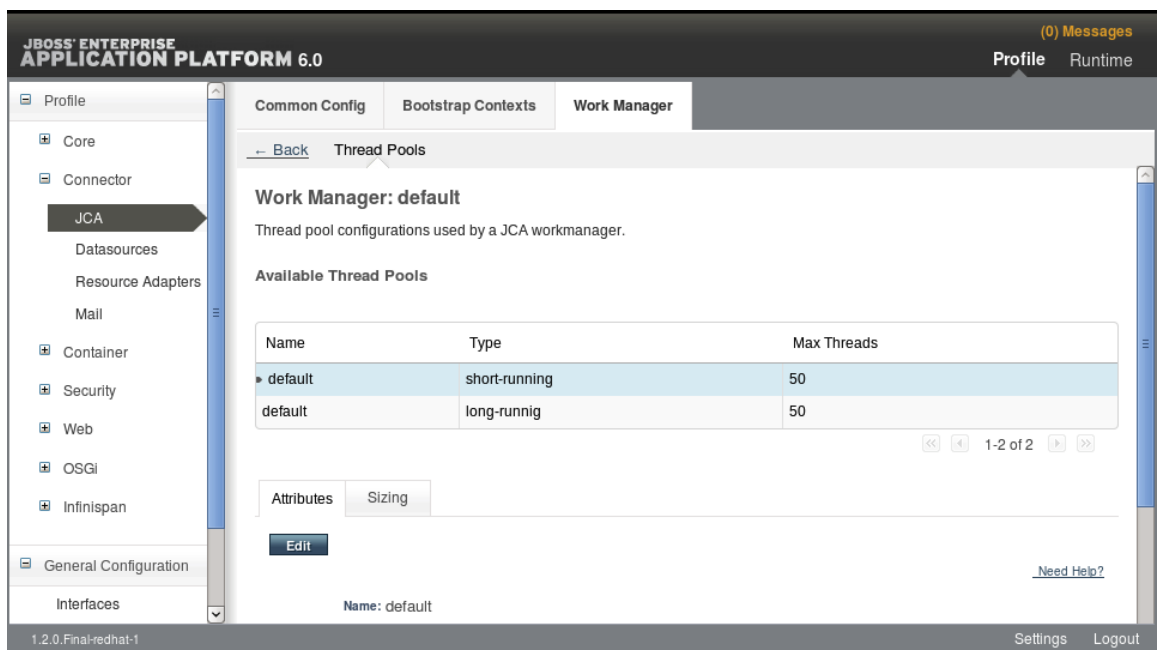 (0) Messages
JBOSS' ENTERPRISE
APPLICATION PLATFORM 6.0
Profile Runtime
Profile
Core
Connector
JCA
Datasources
Resource Adapters
Mail
Container
Security
Web
OSGi
Infinispan
General Configuration
Interfaces
Common Config Bootstrap Contexts Work Manager
← Back Thread Pools
Work Manager: default
Thread pool configurations used by a JCA workmanager.
Available Thread Pools
Name Type Max Threads
default short-running 50
default long-runnig 50
1-2 of 2
Attributes Sizing
Edit
Need Help?
Name: default
1.2.0.Final-redhat-1 Settings Logout